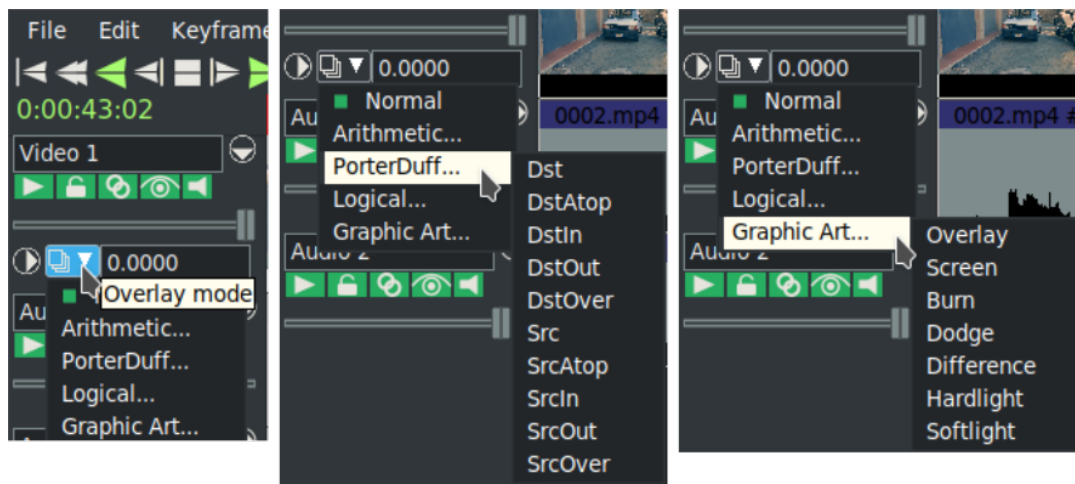 File Edit Keyframe
0:00:43:02
Video 1
0.0000
Overlay mode
Au
Arithmetic...
PorterDuff...
Logical...
Graphic Art...
0.0000
Normal
Au
0002.mp4
Arithmetic...
PorterDuff...
Logical...
Graphic Art...
Audio 2
Dst
DstAtop
DstIn
DstOut
DstOver
Src
SrcAtop
SrcIn
SrcOut
SrcOver
0.0000
Normal
Au
0002.mp4 #
Arithmetic...
PorterDuff...
Logical...
Graphic Art...
Audio 2
Overlay
Screen
Burn
Dodge
Difference
Hardlight
Softlight